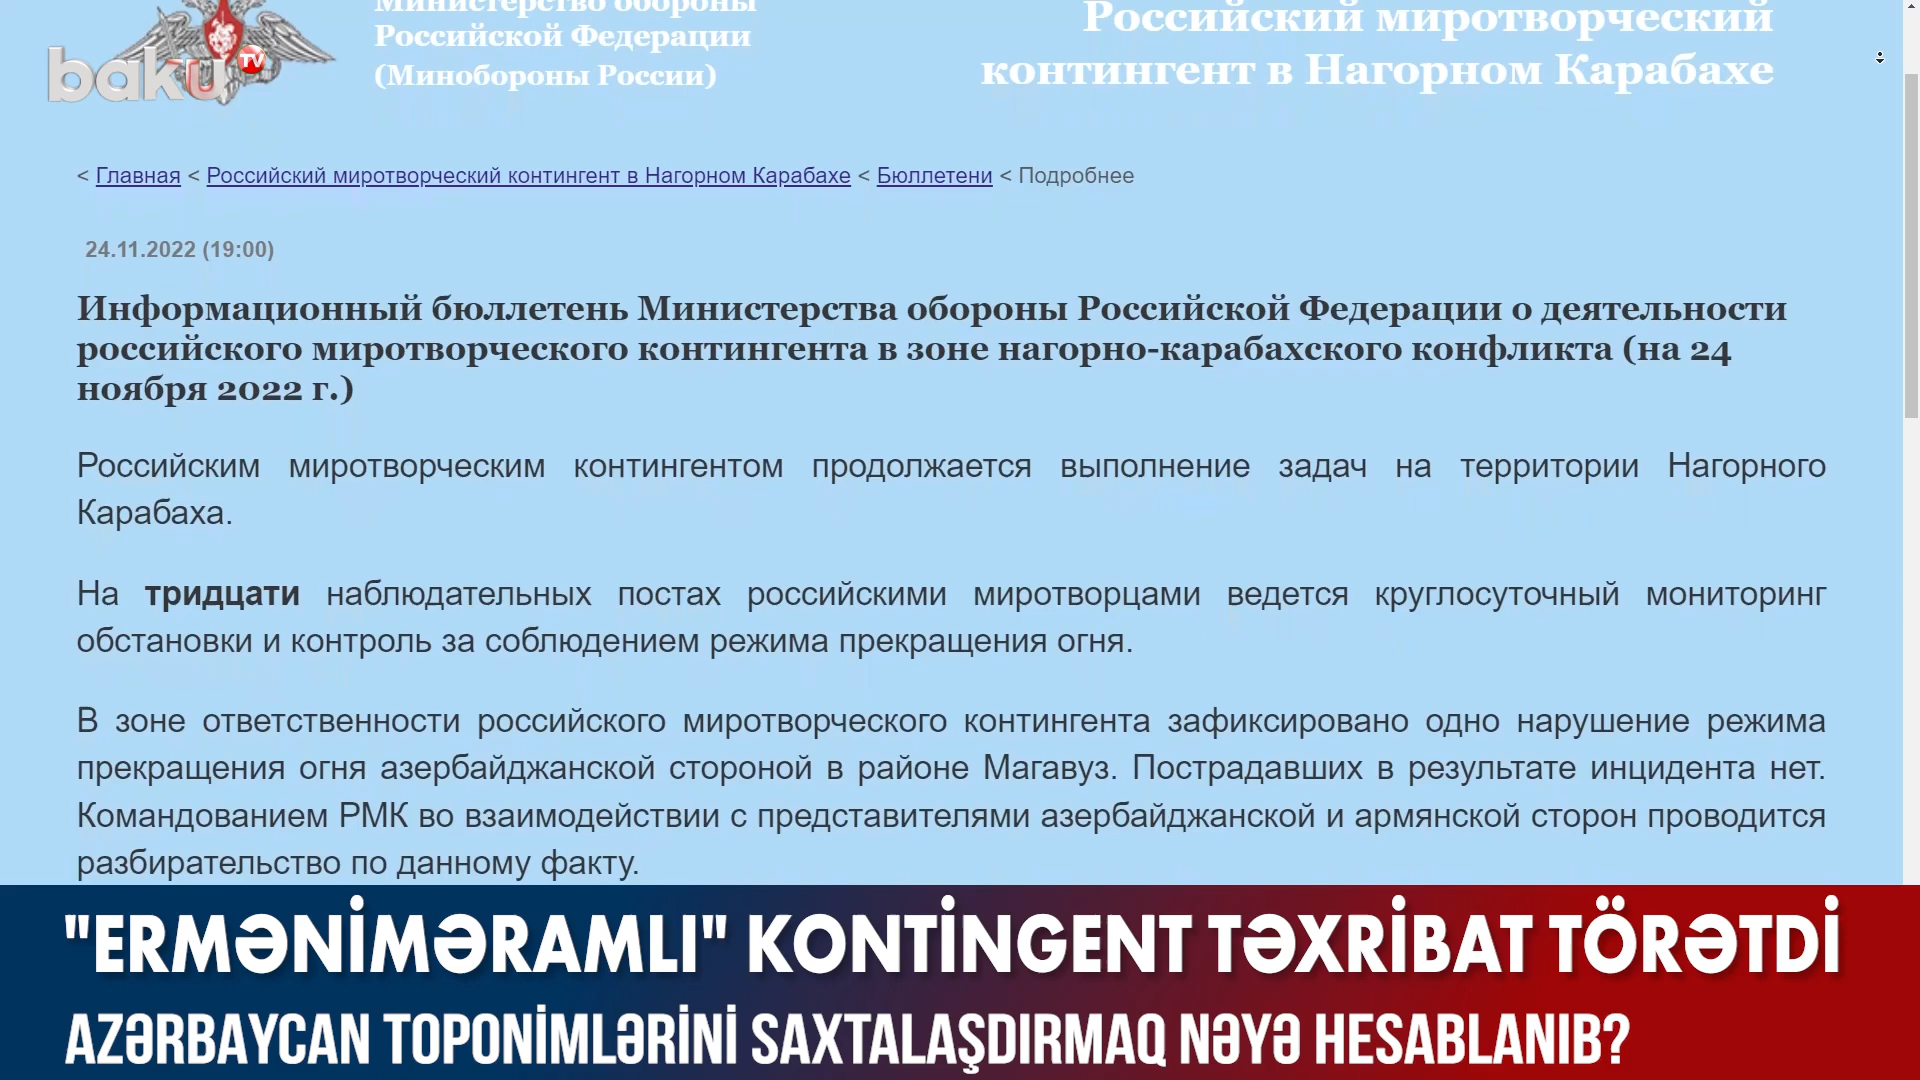 Министерство обороны
Российской Федерации
(Минобороны России)
Российский миротворческий
контингент в Нагорном Карабахе
baku TV
< Главная < Российский миротворческий контингент в Нагорном Карабахе < Бюллетени < Подробнее
24.11.2022 (19:00)
Информационный бюллетень Министерства обороны Российской Федерации о деятельности
российского миротворческого контингента в зоне нагорно-карабахского конфликта (на 24
ноября 2022 г.)
Российским миротворческим контингентом продолжается выполнение задач на территории Нагорного
Карабаха.
На тридцати наблюдательных постах российскими миротворцами ведется круглосуточный мониторинг
обстановки и контроль за соблюдением режима прекращения огня.
В зоне ответственности российского миротворческого контингента зафиксировано одно нарушение режима
прекращения огня азербайджанской стороной в районе Магавуз. Пострадавших в результате инцидента нет.
Командованием РМК во взаимодействии с представителями азербайджанской и армянской сторон проводится
разбирательство по данному факту.
"ERMƏNİMƏRAMLI" KONTİNGENT TƏXRİBAT TÖRƏTDİ
AZƏRBAYCAN TOPONİMLƏRİNİ SAXTALAŞDIRMAQ NƏYƏ HESABLANIB?